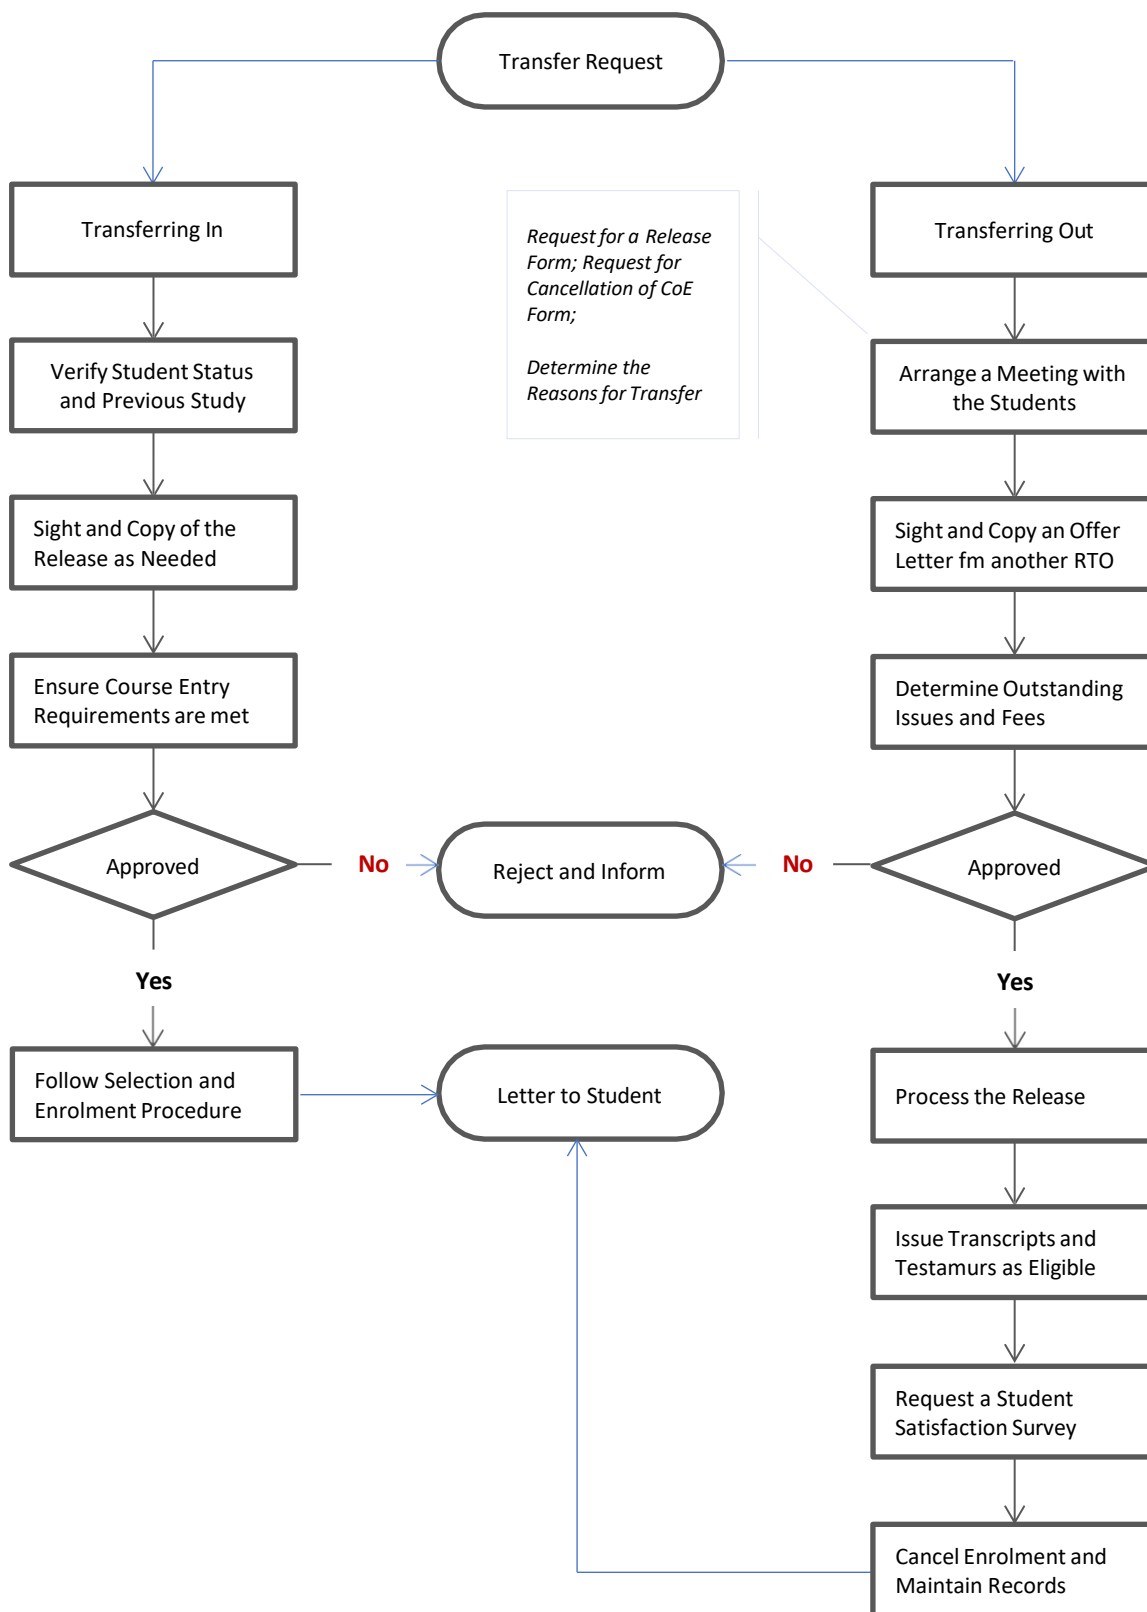 Transfer Request
Transferring In
Request for a Release
Form; Request for
Cancellation of CoE
Form;
Determine the
Reasons for Transfer
Transferring Out
Verify Student Status
and Previous Study
Arrange a Meeting with
the Students
Sight and Copy of the
Release as Needed
Sight and Copy an Offer
Letter fm another RTO
Ensure Course Entry
Requirements are met
Determine Outstanding
Issues and Fees
Approved
No
Reject and Inform
No
Approved
Yes
Yes
Follow Selection and
Enrolment Procedure
Letter to Student
Process the Release
Issue Transcripts and
Testamurs as Eligible
Request a Student
Satisfaction Survey
Cancel Enrolment and
Maintain Records